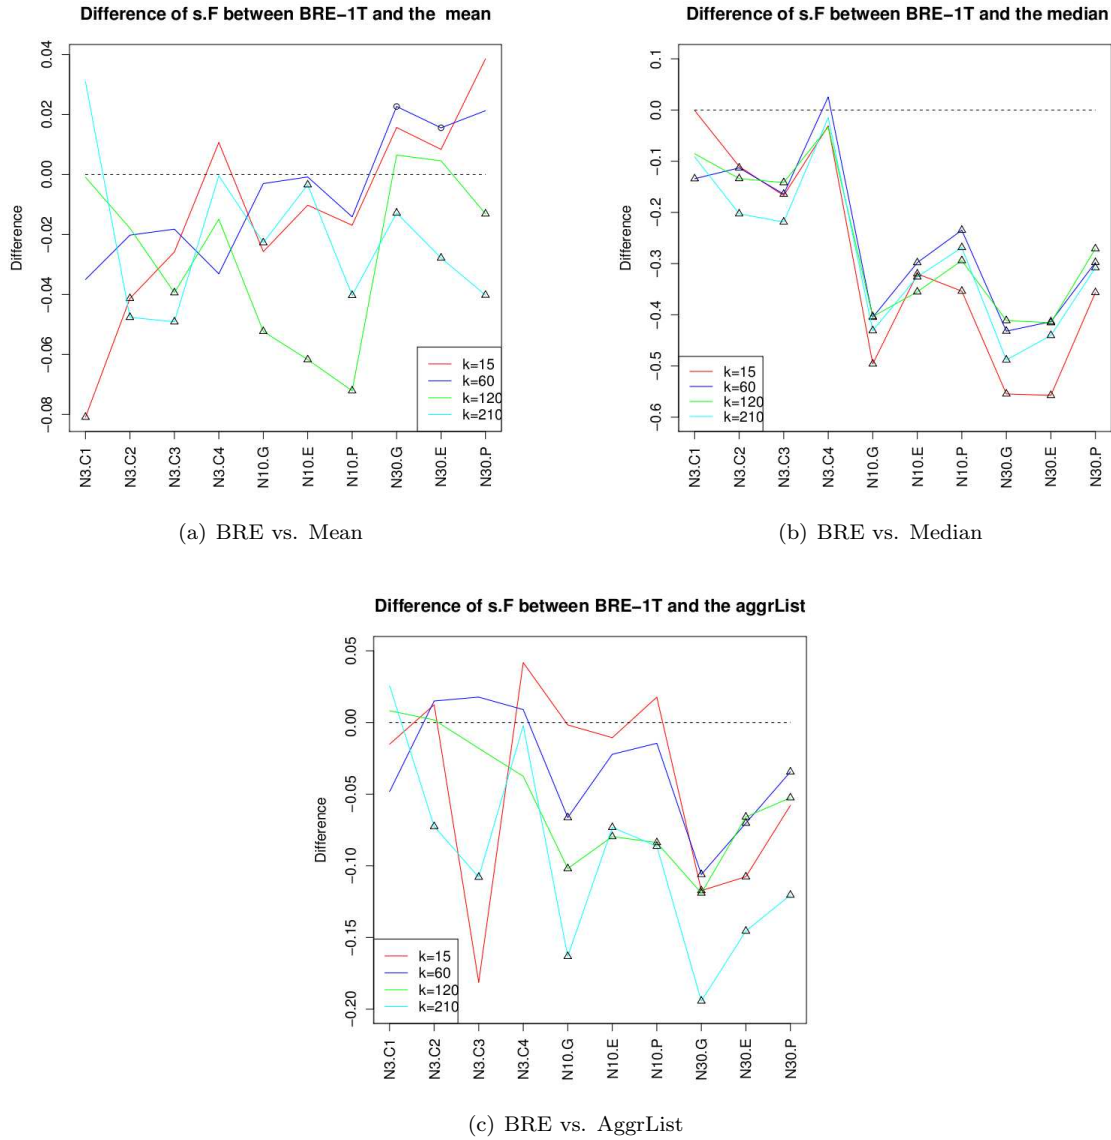 Difference of s.F between BRE−1T and the mean
Difference
0.04
0.02
0.00
−0.02
−0.04
−0.06
−0.08
k=15
k=60
k=120
k=210
N3.C1
N3.C2
N3.C3
N3.C4
N10.G
N10.E
N10.P
N30.G
N30.E
N30.P
(a) BRE vs. Mean
Difference of s.F between BRE−1T and the median
Difference
0.1
0.0
−0.1
−0.2
−0.3
−0.4
−0.5
−0.6
k=15
k=60
k=120
k=210
N3.C1
N3.C2
N3.C3
N3.C4
N10.G
N10.E
N10.P
N30.G
N30.E
N30.P
(b) BRE vs. Median
Difference of s.F between BRE−1T and the aggrList
Difference
0.05
0.00
−0.05
−0.10
−0.15
−0.20
k=15
k=60
k=120
k=210
N3.C1
N3.C2
N3.C3
N3.C4
N10.G
N10.E
N10.P
N30.G
N30.E
N30.P
(c) BRE vs. AggrList